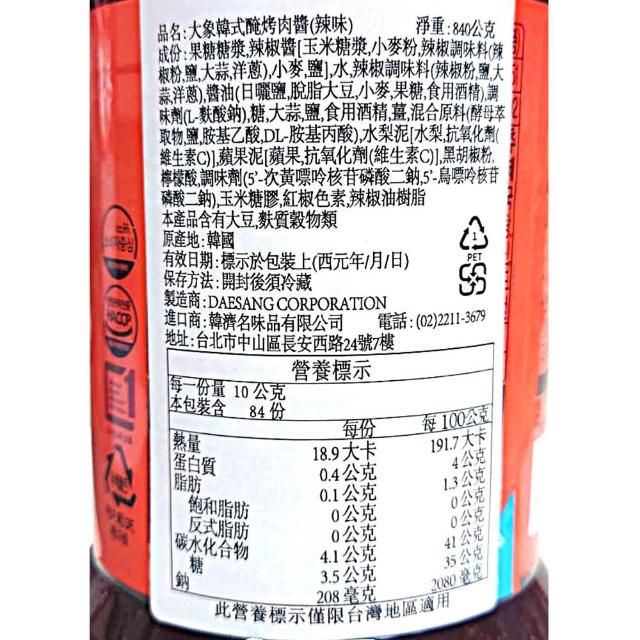 品名:大象韓式醃烤肉醬(辣味) 淨重:840公克
成份:果糖糖漿,辣椒醬[玉米糖漿,小麥粉,辣椒調味料(辣
椒粉,鹽,大蒜,洋蔥),小麥,鹽],水,辣椒調味料(辣椒粉,鹽,大
蒜,洋蔥),醬油(日曬鹽,脫脂大豆,小麥,果糖,食用酒精),調
味劑(L-麩酸鈉),糖,大蒜,鹽,食用酒精,薑,混合原料(酵母萃
取物,鹽,胺基乙酸,DL-胺基丙酸),水梨泥[水梨,抗氧化劑(
維生素C)],蘋果泥[蘋果,抗氧化劑(維生素C)],黑胡椒粉,
檸檬酸,調味劑(5'-次黃嘌呤核苷磷酸二鈉,5'-鳥嘌呤核苷
磷酸二鈉),玉米糖膠,紅椒色素,辣椒油樹脂
本產品含有大豆,麩質穀物類
原產地:韓國
有效日期:標示於包裝上(西元年/月/日)
保存方法:開封後須冷藏
製造商:DAESANG CORPORATION
進口商:韓濟名味品有限公司 電話:(02)2211-3679
地址:台北市中山區長安西路24號7樓
1
PET
營養標示
每一份量 10 公克
本包裝含 84 份
每份 每 100公克
熱量 18.9 大卡 191.7 大卡
蛋白質 0.4 公克 4 公克
脂肪 0.1 公克 1.3 公克
飽和脂肪 0 公克 0 公克
反式脂肪 0 公克 0 公克
碳水化合物 4.1 公克 41 公克
糖 3.5 公克 35 公克
鈉 208 毫克 2080 毫克
此營養標示僅限台灣地區適用